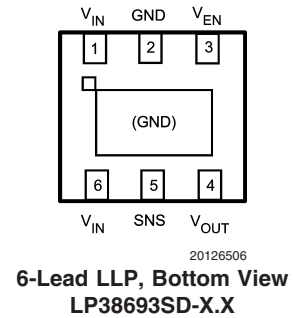 VIN GND VEN
1 2 3
(GND)
6 5 4
VIN SNS VOUT
20126506
6-Lead LLP, Bottom View
LP38693SD-X.X